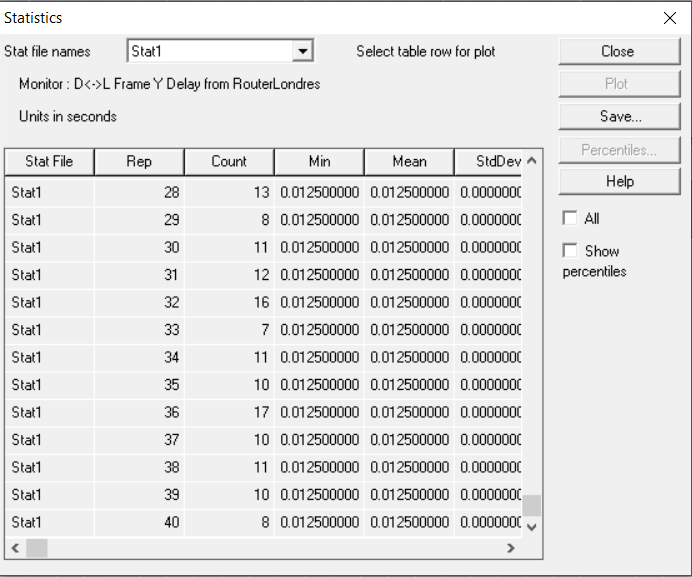 Statistics
Stat file names Stat1 Select table row for plot Close
Monitor : D<->L Frame Y Delay from RouterLondres Plot
Units in seconds Save...
Percentiles...
Help
All
Show
percentiles
Stat File Rep Count Min Mean StdDev
Stat1 28 13 0.012500000 0.012500000 0.0000000
Stat1 29 8 0.012500000 0.012500000 0.0000000
Stat1 30 11 0.012500000 0.012500000 0.0000000
Stat1 31 12 0.012500000 0.012500000 0.0000000
Stat1 32 16 0.012500000 0.012500000 0.0000000
Stat1 33 7 0.012500000 0.012500000 0.0000000
Stat1 34 11 0.012500000 0.012500000 0.0000000
Stat1 35 10 0.012500000 0.012500000 0.0000000
Stat1 36 17 0.012500000 0.012500000 0.0000000
Stat1 37 10 0.012500000 0.012500000 0.0000000
Stat1 38 11 0.012500000 0.012500000 0.0000000
Stat1 39 10 0.012500000 0.012500000 0.0000000
Stat1 40 8 0.012500000 0.012500000 0.0000000